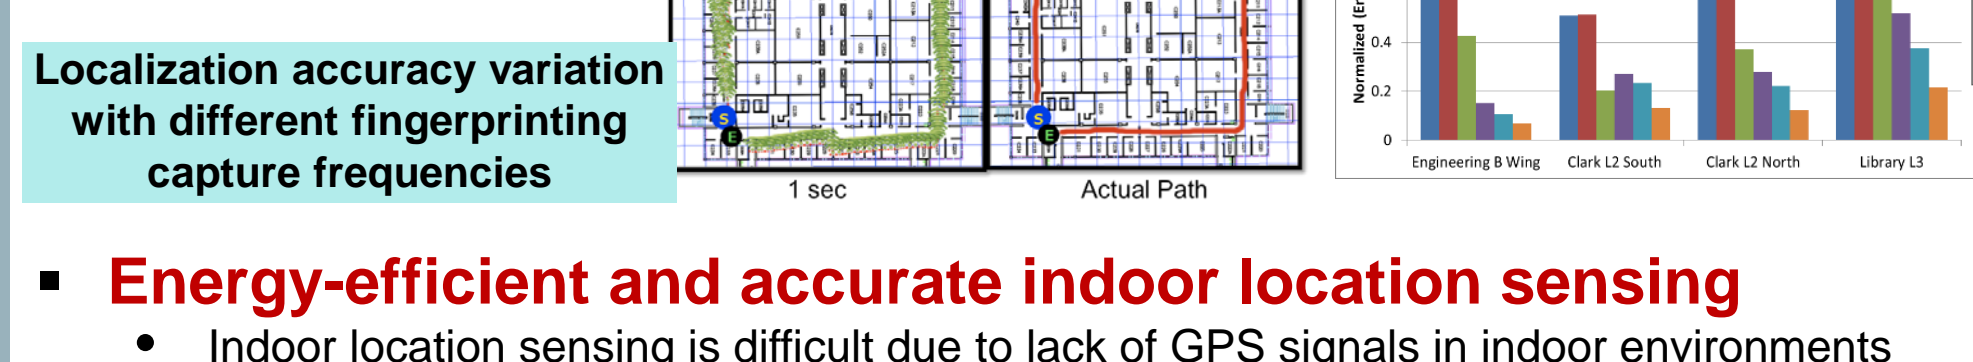 Localization accuracy variation
with different fingerprinting
capture frequencies
S
E
1 sec
S
E
Actual Path
0.4
0.2
0
Engineering B Wing
Clark L2 South
Clark L2 North
Library L3
▪ Energy-efficient and accurate indoor location sensing
• Indoor location sensing is difficult due to lack of GPS signals in indoor environments